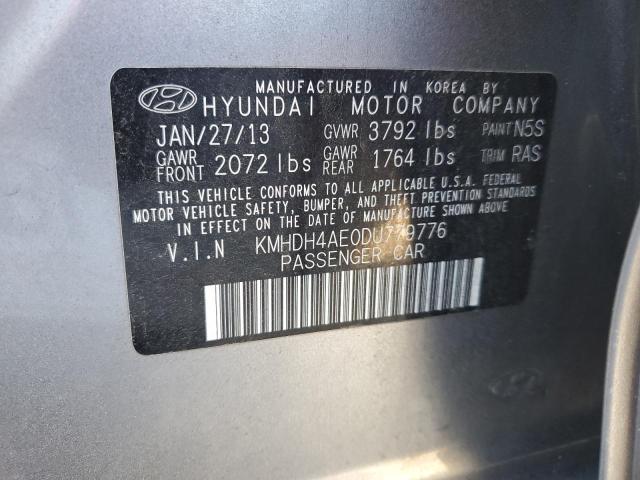 MANUFACTURED IN KOREA BY
HYUNDAI MOTOR COMPANY
JAN/27/13 GVWR 3792 lbs PAINT N5S
GAWR FRONT 2072 lbs GAWR REAR 1764 lbs TRIM RAS
THIS VEHICLE CONFORMS TO ALL APPLICABLE U.S.A. FEDERAL
MOTOR VEHICLE SAFETY, BUMPER, AND THEFT PREVENTION STANDARDS
IN EFFECT ON THE DATE OF MANUFACTURE SHOWN ABOVE.
V.I.N KMHDH4AE0DU779776
PASSENGER CAR